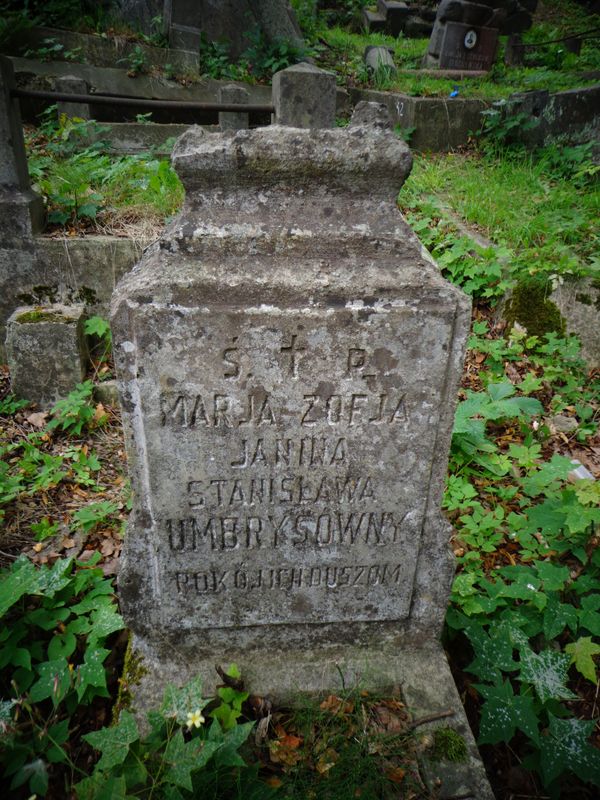 Ś. † P.
MARJA ZOFJA
JANINA
STANISŁAWA
UMBRYSÓWNY
POKÓJ ICH DUSZOM